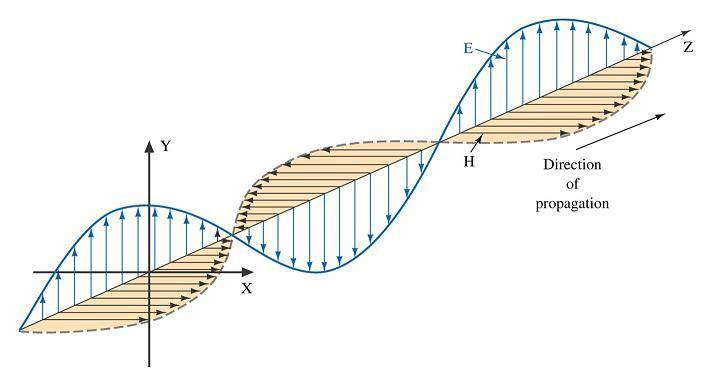 E
Z
Y
H
Direction
of
propagation
X